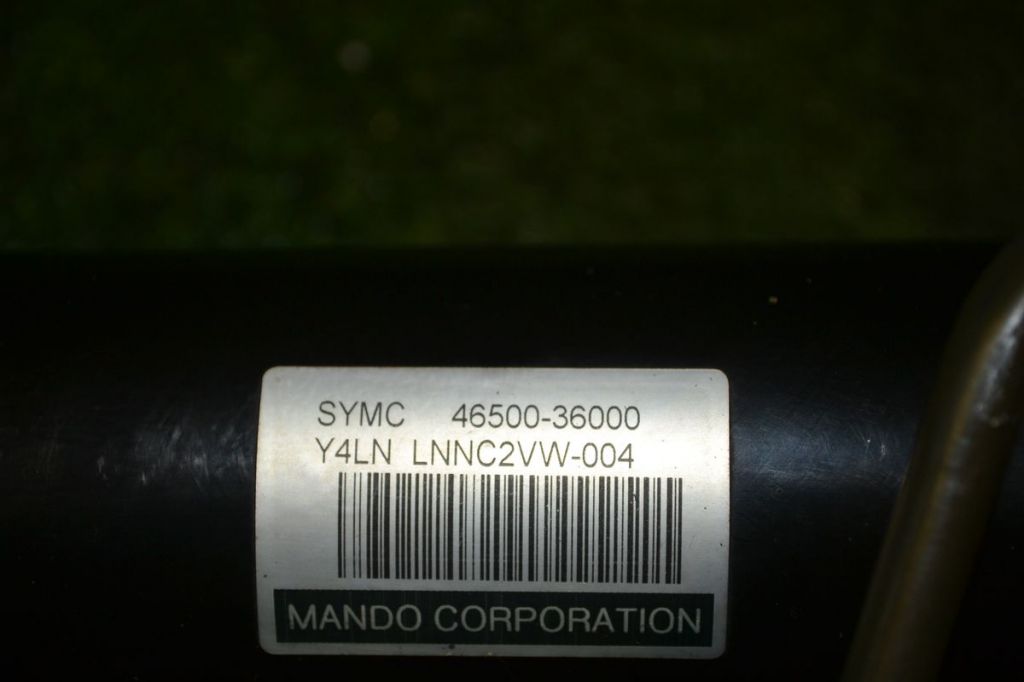 SYMC 46500-36000
Y4LN LNNC2VW-004
MANDO CORPORATION